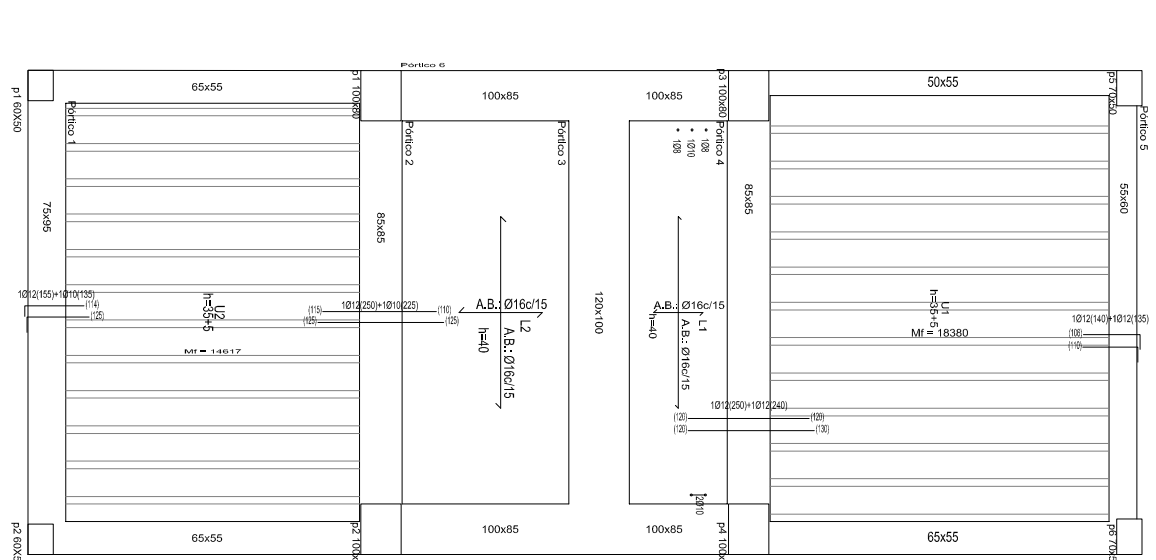 Pórtico 6
65x55
100x85
100x85
50x55
p1 60X50
p1 100x80
p3 100x80
p5 70x50
Pórtico 1
Pórtico 2
Pórtico 3
Pórtico 4
Pórtico 5
1Ø8
1Ø10
1Ø8
75x95
85x85
120x100
85x85
55x60
1Ø12(155)+1Ø10(135)
(114)
(125)
U2
h=35+5
Mf = 14617
1Ø12(250)+1Ø10(225)
(115)
(110)
(125)
(125)
A.B.: Ø16c/15
L2
h=40
A.B.: Ø16c/15
A.B.: Ø16c/15
L1
h=40
A.B.: Ø16c/15
U1
h=35+5
Mf = 18380
1Ø12(140)+1Ø12(135)
(110)
1Ø12(250)+1Ø12(240)
(120)
(120)
(120)
(130)
2Ø10
65x55
100x85
100x85
65x55
p2 60X5
p2 100x
p4 100x
p6 70x5